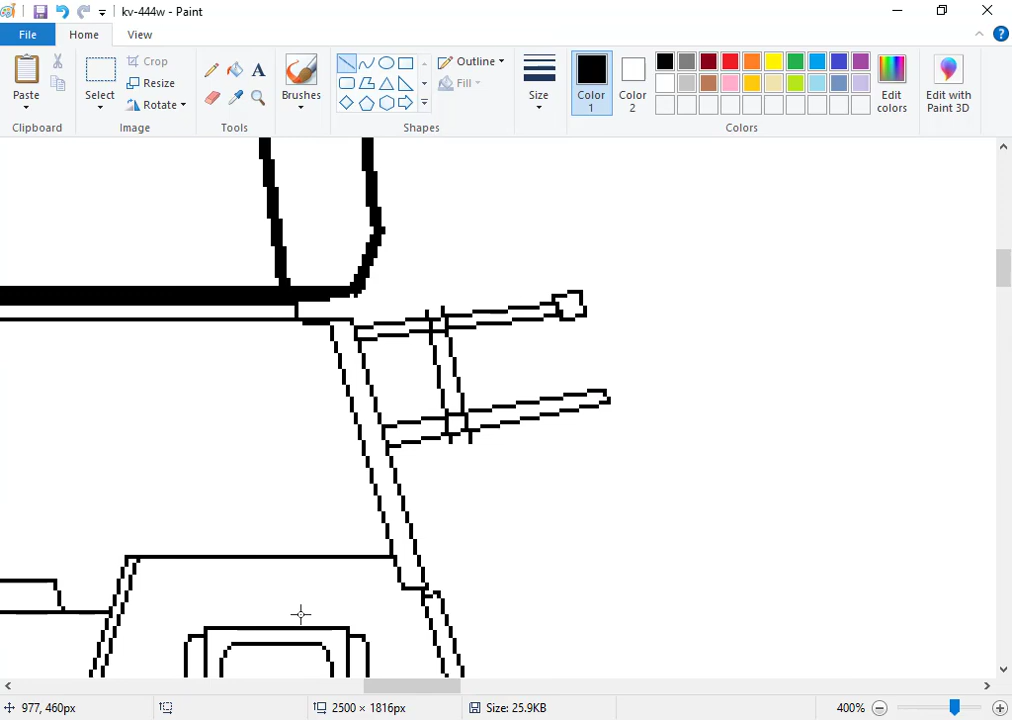 kv-444w - Paint
File Home View
Paste
Select
Crop
Resize
Rotate
A
Brushes
Outline
Fill
Size
Color 1
Color 2
Edit colors
Edit with Paint 3D
Clipboard Image Tools Shapes Colors
977, 460px 2500 × 1816px Size: 25.9KB 400%